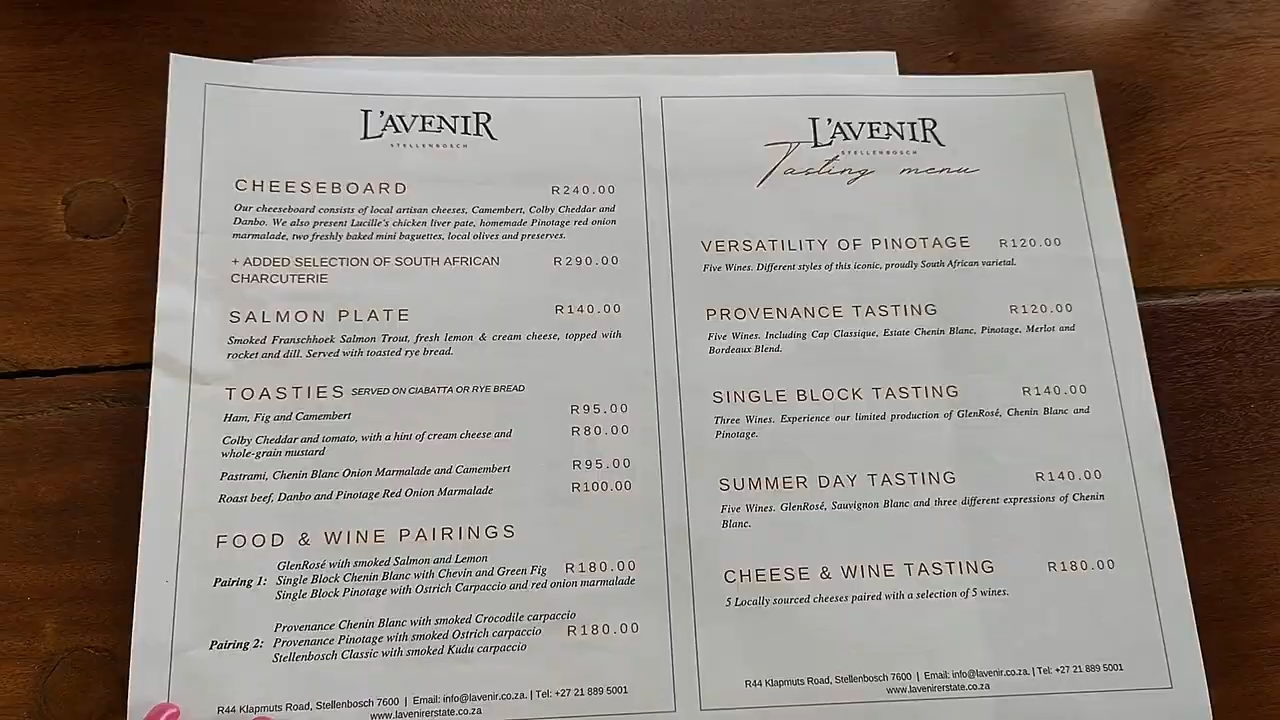 L'AVENIR
STELLENBOSCH
CHEESEBOARD R240.00
Our cheeseboard consists of local artisan cheeses, Camembert, Colby Cheddar and
Danbo. We also present Lucille's chicken liver pate, homemade Pinotage red onion
marmalade, two freshly baked mini baguettes, local olives and preserves.
+ ADDED SELECTION OF SOUTH AFRICAN R290.00
CHARCUTERIE
SALMON PLATE R140.00
Smoked Franschhoek Salmon Trout, fresh lemon & cream cheese, topped with
rocket and dill. Served with toasted rye bread.
TOASTIES SERVED ON CIABATTA OR RYE BREAD
Ham, Fig and Camembert R95.00
Colby Cheddar and tomato, with a hint of cream cheese and R80.00
whole-grain mustard
Pastrami, Chenin Blanc Onion Marmalade and Camembert R95.00
Roast beef, Danbo and Pinotage Red Onion Marmalade R100.00
FOOD & WINE PAIRINGS
GlenRosé with smoked Salmon and Lemon
Pairing 1: Single Block Chenin Blanc with Chevin and Green Fig R180.00
Single Block Pinotage with Ostrich Carpaccio and red onion marmalade
Provenance Chenin Blanc with smoked Crocodile carpaccio
Pairing 2: Provenance Pinotage with smoked Ostrich carpaccio R180.00
Stellenbosch Classic with smoked Kudu carpaccio
R44 Klapmuts Road, Stellenbosch 7600 | Email: info@lavenir.co.za. | Tel: +27 21 889 5001
www.lavenirerstate.co.za
L'AVENIR
STELLENBOSCH
Tasting menu
VERSATILITY OF PINOTAGE R120.00
Five Wines. Different styles of this iconic, proudly South African varietal.
PROVENANCE TASTING R120.00
Five Wines. Including Cap Classique, Estate Chenin Blanc, Pinotage, Merlot and
Bordeaux Blend.
SINGLE BLOCK TASTING R140.00
Three Wines. Experience our limited production of GlenRosé, Chenin Blanc and
Pinotage.
SUMMER DAY TASTING R140.00
Five Wines. GlenRosé, Sauvignon Blanc and three different expressions of Chenin
Blanc.
CHEESE & WINE TASTING R180.00
5 Locally sourced cheeses paired with a selection of 5 wines.
R44 Klapmuts Road, Stellenbosch 7600 | Email: info@lavenir.co.za. | Tel: +27 21 889 5001
www.lavenirerstate.co.za